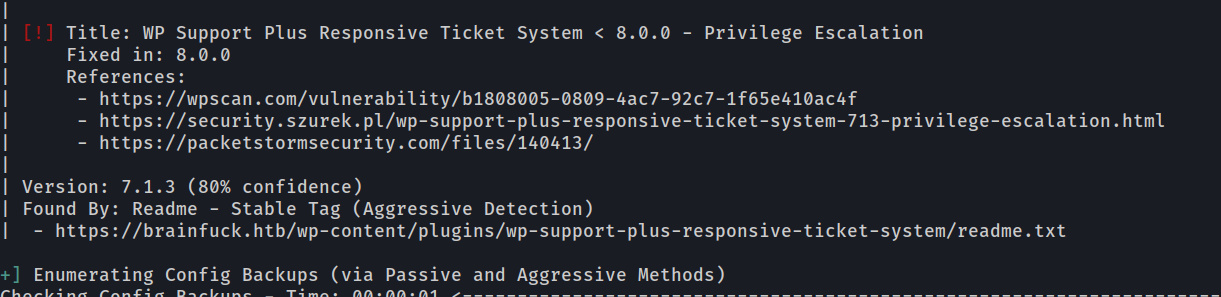 |
| [!] Title: WP Support Plus Responsive Ticket System < 8.0.0 - Privilege Escalation
|     Fixed in: 8.0.0
|     References:
|      - https://wpscan.com/vulnerability/b1808005-0809-4ac7-92c7-1f65e410ac4f
|      - https://security.szurek.pl/wp-support-plus-responsive-ticket-system-713-privilege-escalation.html
|      - https://packetstormsecurity.com/files/140413/
|
| Version: 7.1.3 (80% confidence)
| Found By: Readme - Stable Tag (Aggressive Detection)
|  - https://brainfuck.htb/wp-content/plugins/wp-support-plus-responsive-ticket-system/readme.txt
+] Enumerating Config Backups (via Passive and Aggressive Methods)
Checking Config Backups - Time: 00:00:01 <-----------------------------------------------------------------------